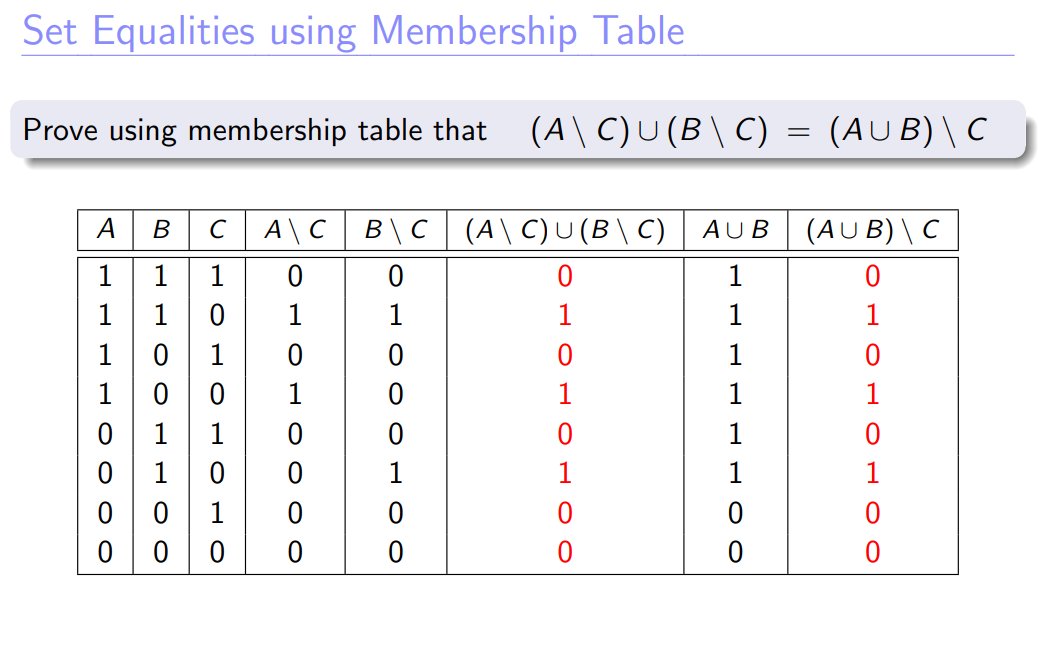 Set Equalities using Membership Table
Prove using membership table that (A \ C) ∪ (B \ C) = (A ∪ B) \ C
A B C A \ C B \ C (A \ C) ∪ (B \ C) A ∪ B (A ∪ B) \ C
1 1 1 0 0 0 1 0
1 1 0 1 1 1 1 1
1 0 1 0 0 0 1 0
1 0 0 1 0 1 1 1
0 1 1 0 0 0 1 0
0 1 0 0 1 1 1 1
0 0 1 0 0 0 0 0
0 0 0 0 0 0 0 0